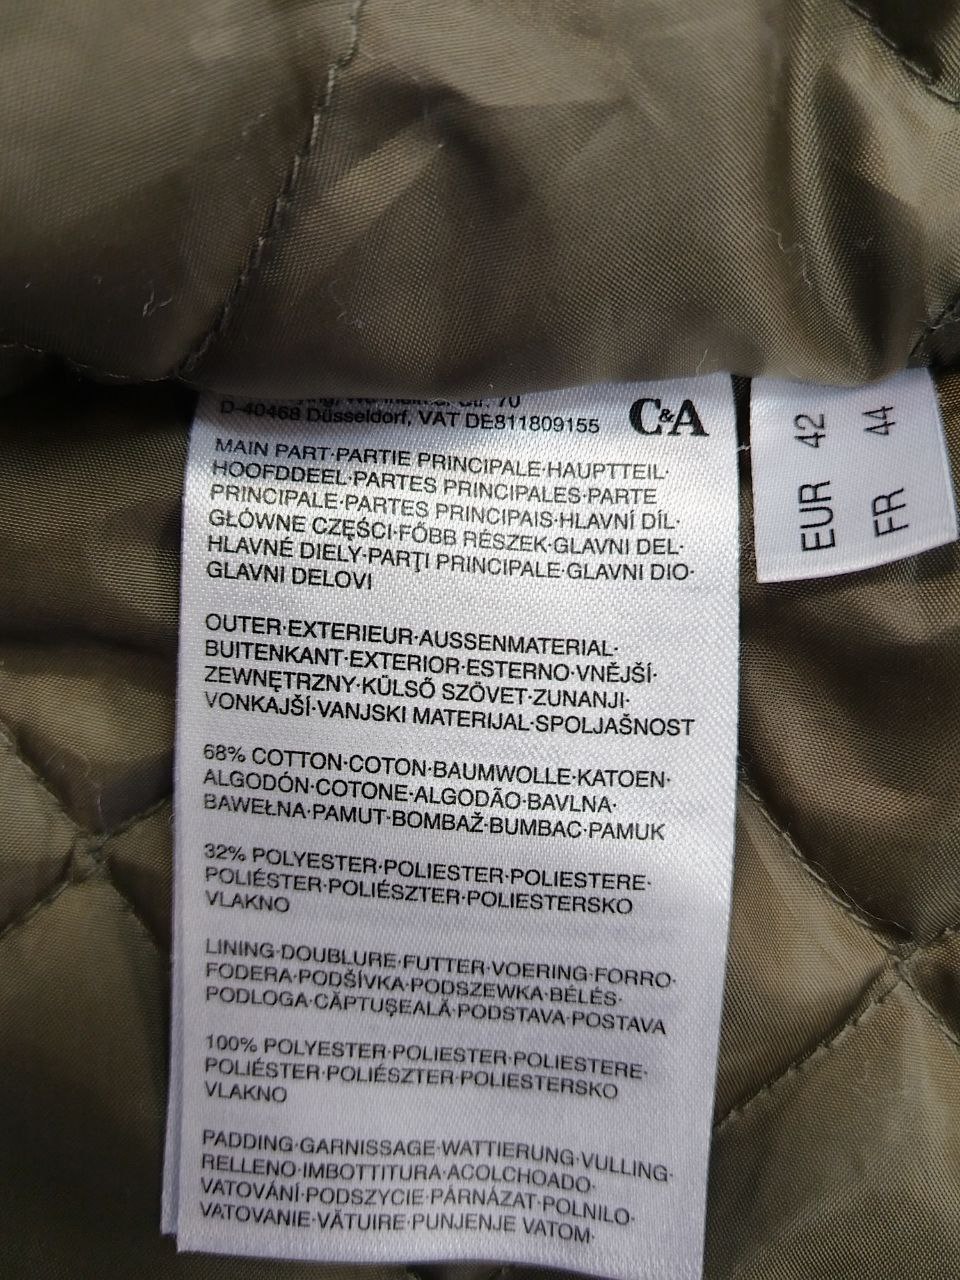 Str. 70
D-40468 Düsseldorf, VAT DE811809155
C&A
MAIN PART·PARTIE PRINCIPALE·HAUPTTEIL·
HOOFDDEEL·PARTES PRINCIPALES·PARTE
PRINCIPALE·PARTES PRINCIPAIS·HLAVNÍ DÍL·
GŁÓWNE CZĘŚCI·FŐBB RÉSZEK·GLAVNI DEL·
HLAVNÉ DIELY·PARŢI PRINCIPALE·GLAVNI DIO·
GLAVNI DELOVI
OUTER·EXTERIEUR·AUSSENMATERIAL·
BUITENKANT·EXTERIOR·ESTERNO·VNĚJŠÍ·
ZEWNĘTRZNY·KÜLSŐ SZÖVET·ZUNANJI·
VONKAJŠÍ·VANJSKI MATERIJAL·SPOLJAŠNOST
68% COTTON·COTON·BAUMWOLLE·KATOEN·
ALGODÓN·COTONE·ALGODÃO·BAVLNA·
BAWEŁNA·PAMUT·BOMBAŽ·BUMBAC·PAMUK
32% POLYESTER·POLIESTER·POLIESTERE·
POLIÉSTER·POLIÉSZTER·POLIESTERSKO
VLAKNO
LINING·DOUBLURE·FUTTER·VOERING·FORRO·
FODERA·PODŠÍVKA·PODSZEWKA·BÉLÉS·
PODLOGA·CĂPTUŞEALĂ·PODSTAVA·POSTAVA
100% POLYESTER·POLIESTER·POLIESTERE·
POLIÉSTER·POLIÉSZTER·POLIESTERSKO
VLAKNO
PADDING·GARNISSAGE·WATTIERUNG·VULLING·
RELLENO·IMBOTTITURA·ACOLCHOADO·
VATOVÁNÍ·PODSZYCIE·PÁRNÁZAT·POLNILO·
VATOVANIE·VĂTUIRE·PUNJENJE VATOM·
EUR 42
FR 44